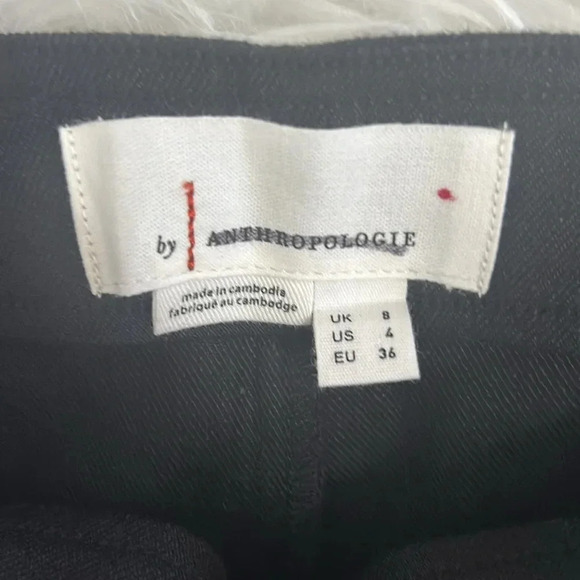 by ANTHROPOLOGIE
made in cambodia
fabriqué au cambodge
UK 8
US 4
EU 36